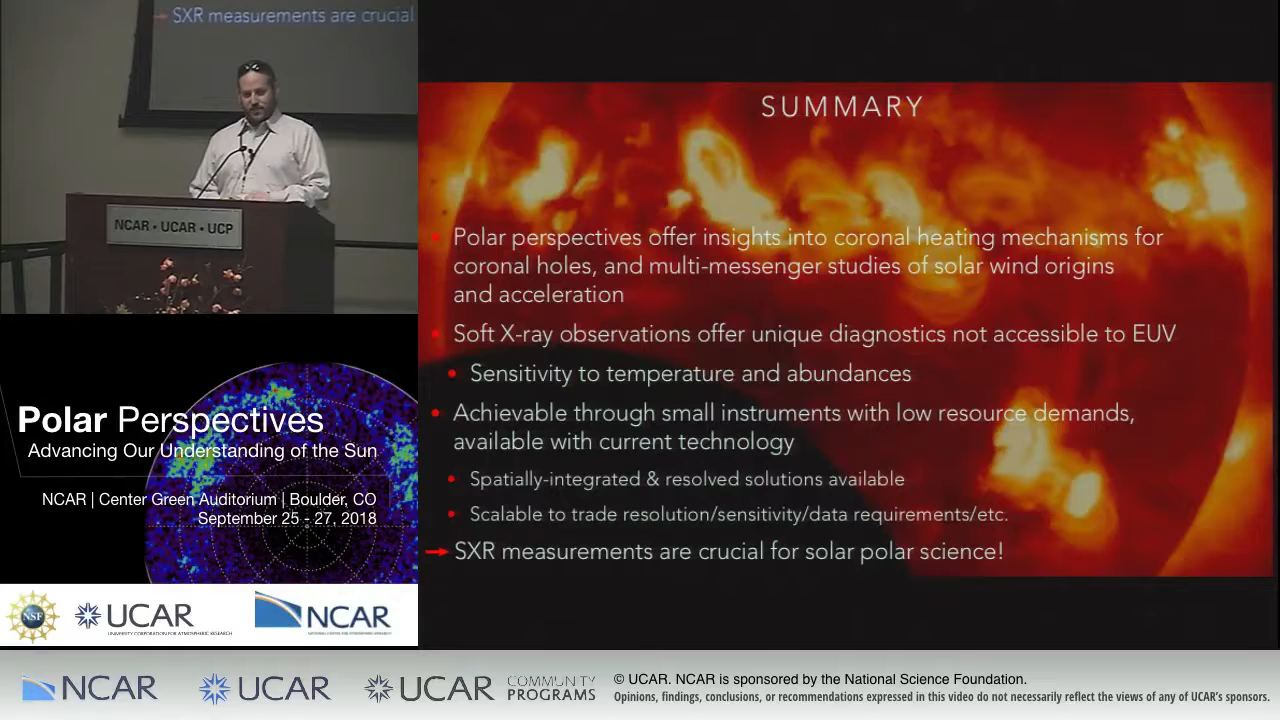 SXR measurements are crucial
NCAR • UCAR • UCP
SUMMARY
• Polar perspectives offer insights into coronal heating mechanisms for
coronal holes, and multi-messenger studies of solar wind origins
and acceleration
• Soft X-ray observations offer unique diagnostics not accessible to EUV
• Sensitivity to temperature and abundances
• Achievable through small instruments with low resource demands,
available with current technology
• Spatially-integrated & resolved solutions available
• Scalable to trade resolution/sensitivity/data requirements/etc.
→ SXR measurements are crucial for solar polar science!
Polar Perspectives
Advancing Our Understanding of the Sun
NCAR | Center Green Auditorium | Boulder, CO
September 25 - 27, 2018
NSF
UCAR
UNIVERSITY CORPORATION FOR ATMOSPHERIC RESEARCH
NCAR
NCAR
UCAR
UCAR
COMMUNITY
PROGRAMS
© UCAR. NCAR is sponsored by the National Science Foundation.
Opinions, findings, conclusions, or recommendations expressed in this video do not necessarily reflect the views of any of UCAR's sponsors.